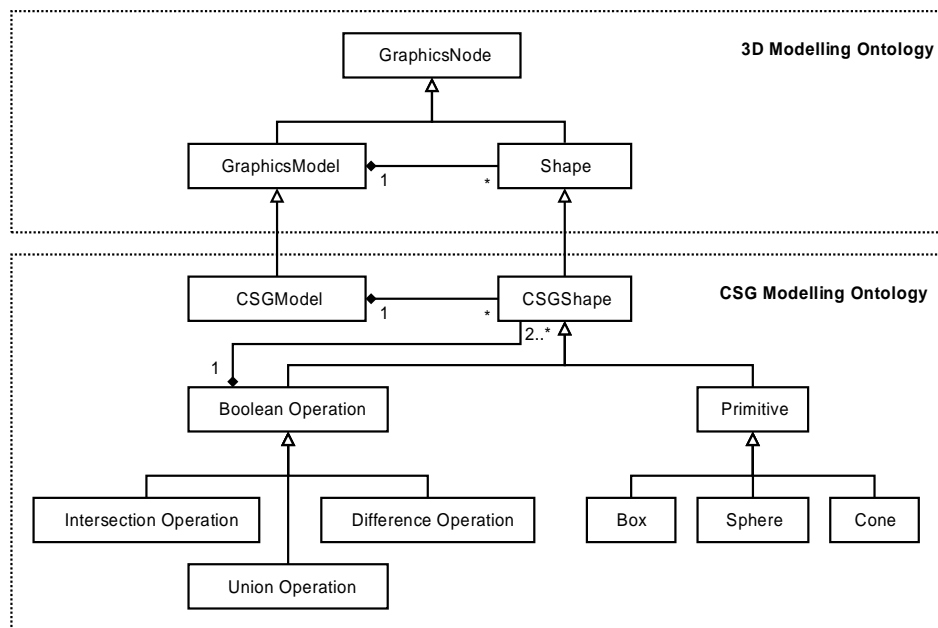 GraphicsNode
3D Modelling Ontology
GraphicsModel
1
*
Shape
CSGModel
1
*
CSGShape
CSG Modelling Ontology
2..*
1
Boolean Operation
Primitive
Intersection Operation
Difference Operation
Box
Sphere
Cone
Union Operation